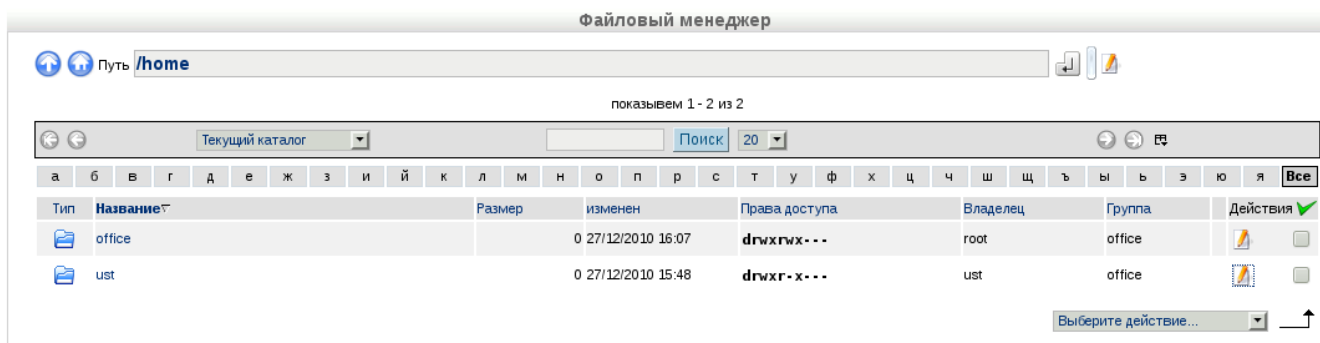 Файловый менеджер
Путь /home
показывем 1 - 2 из 2
Текущий каталог Поиск 20
а б в г д е ж з и й к л м н о п р с т у ф х ц ч ш щ ъ ы ь э ю я Все
Тип Название Размер изменен Права доступа Владелец Группа Действия
office 0 27/12/2010 16:07 drwxrwx--- root office
ust 0 27/12/2010 15:48 drwxr-x--- ust office
Выберите действие...